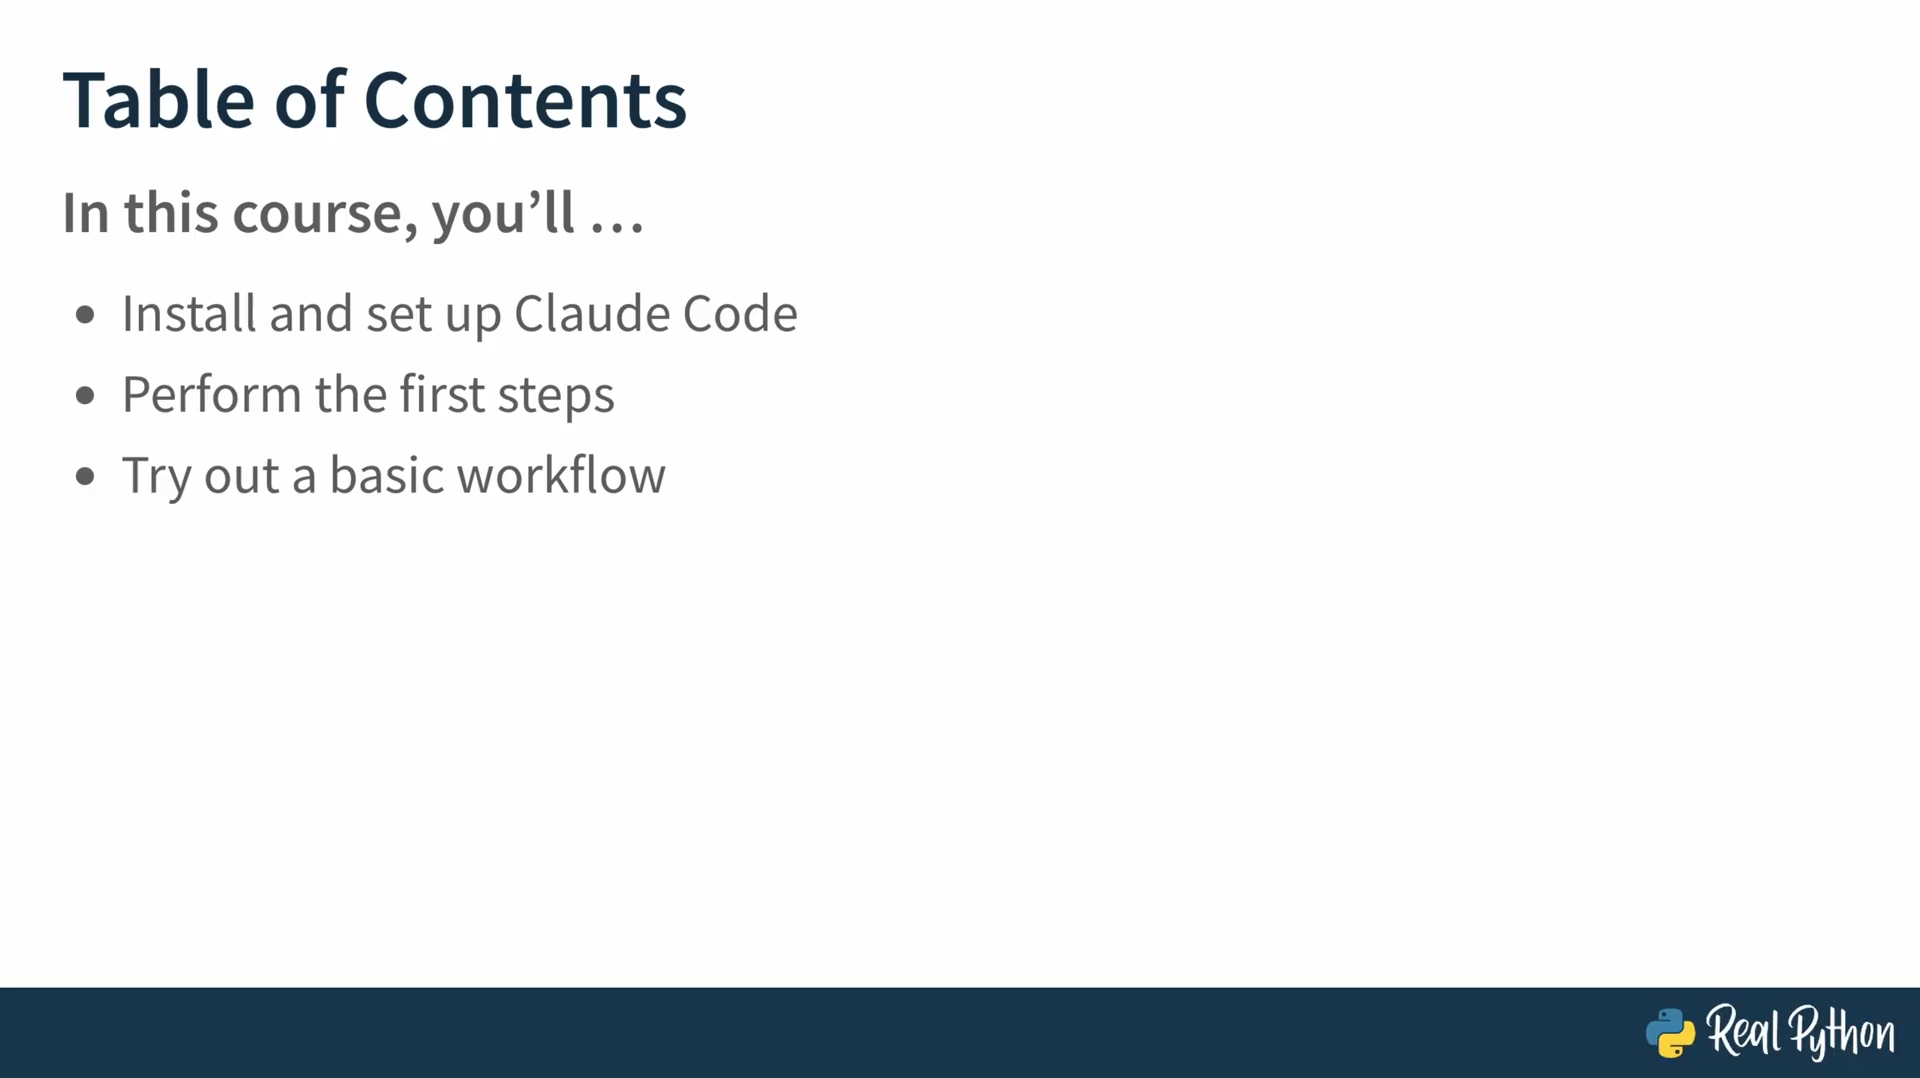 Table of Contents
In this course, you’ll …
• Install and set up Claude Code
• Perform the first steps
• Try out a basic workflow
Real Python